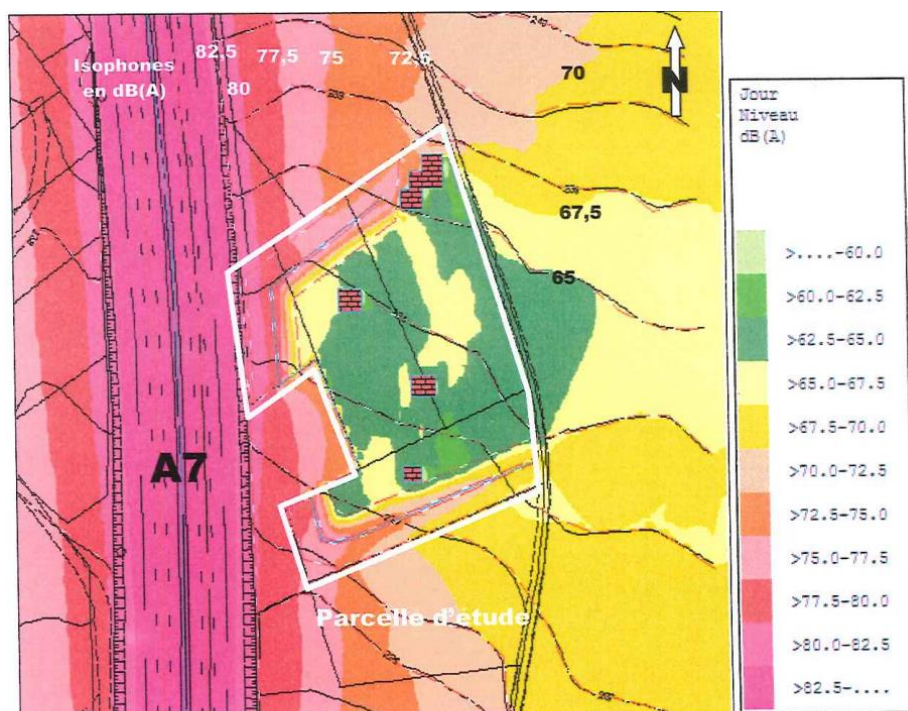 82,5 77,5 75 72,6
Isophones
en dB(A)
80
70
N
67,5
65
A7
Parcelle d'étude
Jour
Niveau
dB(A)
>....-60.0
>60.0-62.5
>62.5-65.0
>65.0-67.5
>67.5-70.0
>70.0-72.5
>72.5-75.0
>75.0-77.5
>77.5-80.0
>80.0-82.5
>82.5-....